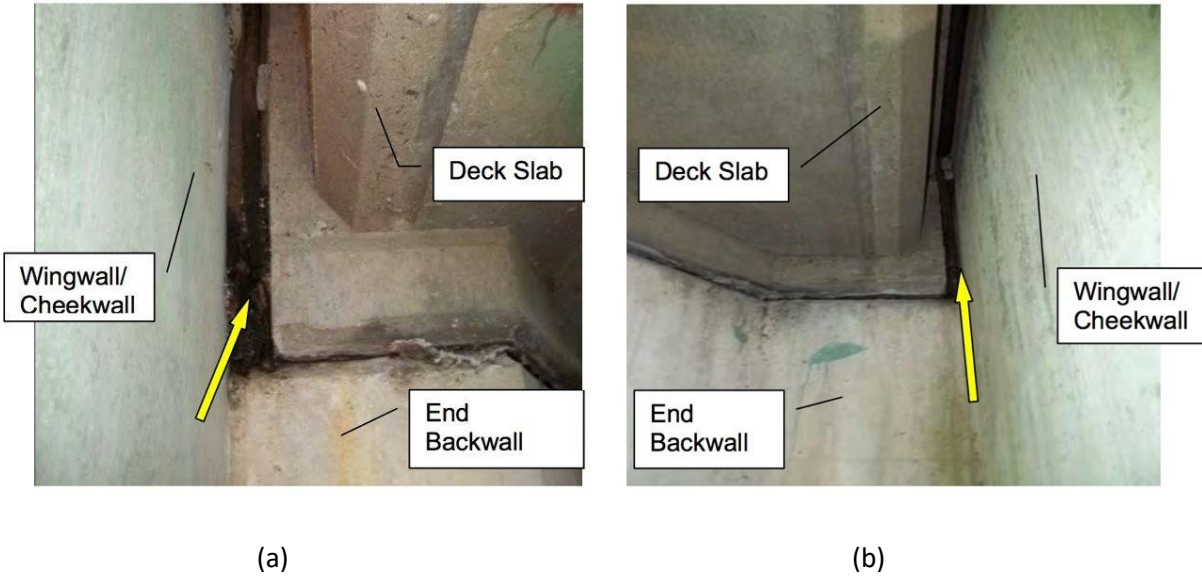 Deck Slab
Wingwall/
Cheekwall
End
Backwall
(a)
Deck Slab
Wingwall/
Cheekwall
End
Backwall
(b)